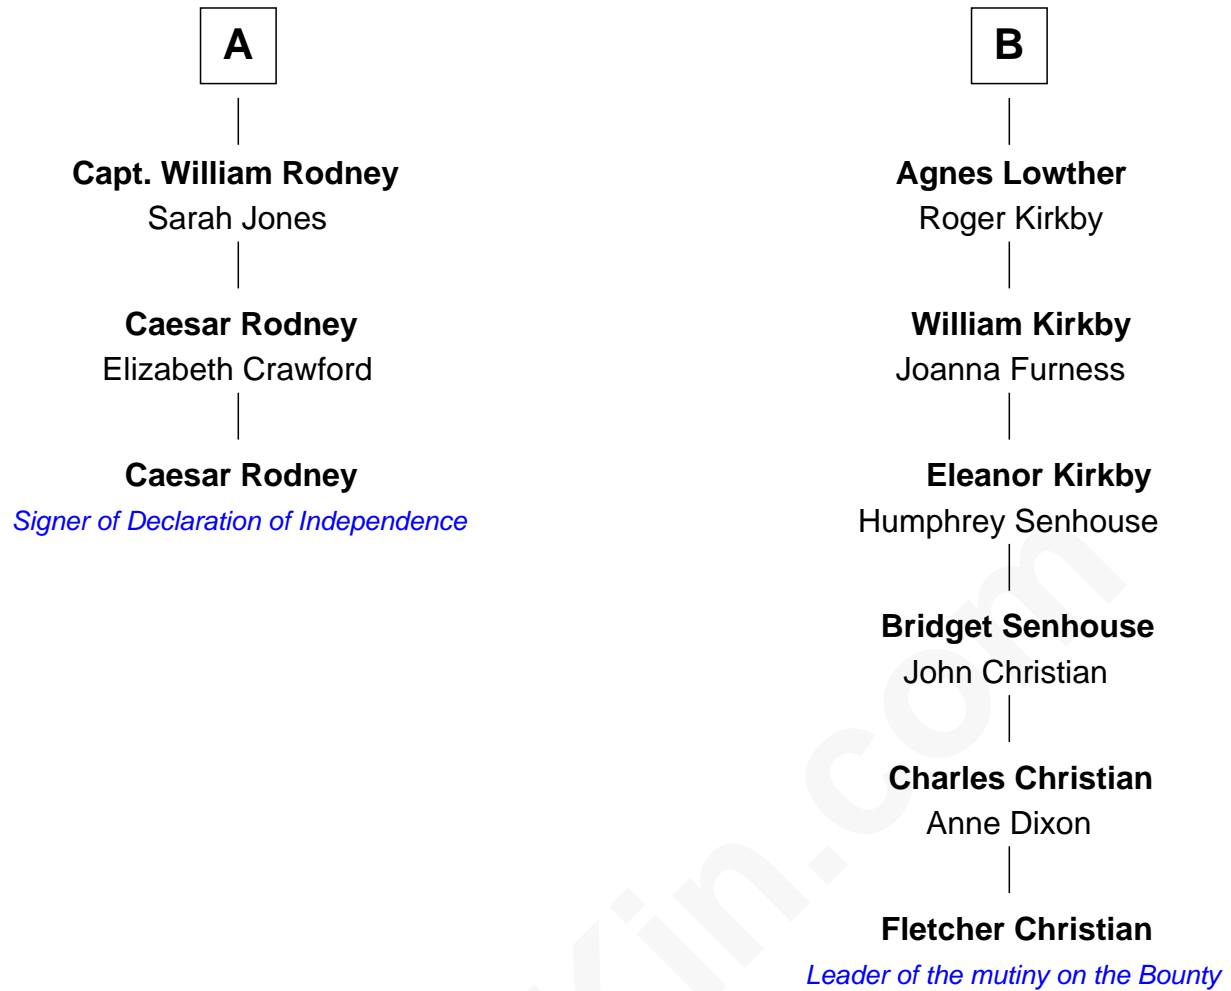 A
Capt. William Rodney
Sarah Jones
Caesar Rodney
Elizabeth Crawford
Caesar Rodney
Signer of Declaration of Independence
B
Agnes Lowther
Roger Kirkby
William Kirkby
Joanna Furness
Eleanor Kirkby
Humphrey Senhouse
Bridget Senhouse
John Christian
Charles Christian
Anne Dixon
Fletcher Christian
Leader of the mutiny on the Bounty
Kin.com